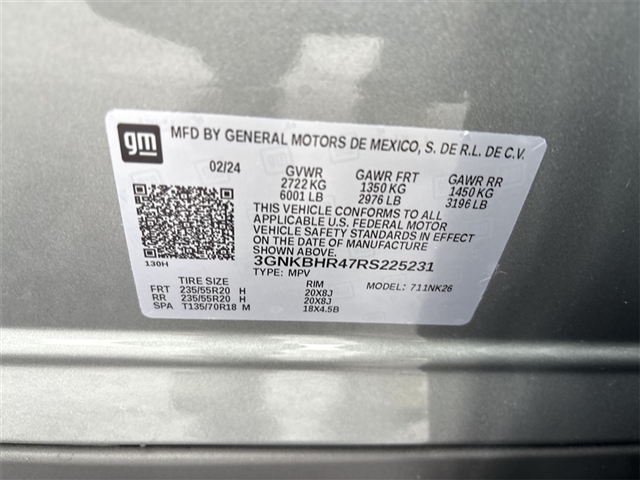 gm MFD BY GENERAL MOTORS DE MEXICO, S. DE R.L. DE C.V.
02/24 GVWR GAWR FRT GAWR RR
2722 KG 1350 KG 1450 KG
6001 LB 2976 LB 3196 LB
THIS VEHICLE CONFORMS TO ALL
APPLICABLE U.S. FEDERAL MOTOR
VEHICLE SAFETY STANDARDS IN EFFECT
ON THE DATE OF MANUFACTURE
SHOWN ABOVE.
3GNKBHR47RS225231
130H TYPE: MPV MODEL: 711NK26
TIRE SIZE RIM
FRT 235/55R20 H 20X8J
RR 235/55R20 H 20X8J
SPA T135/70R18 M 18X4.5B